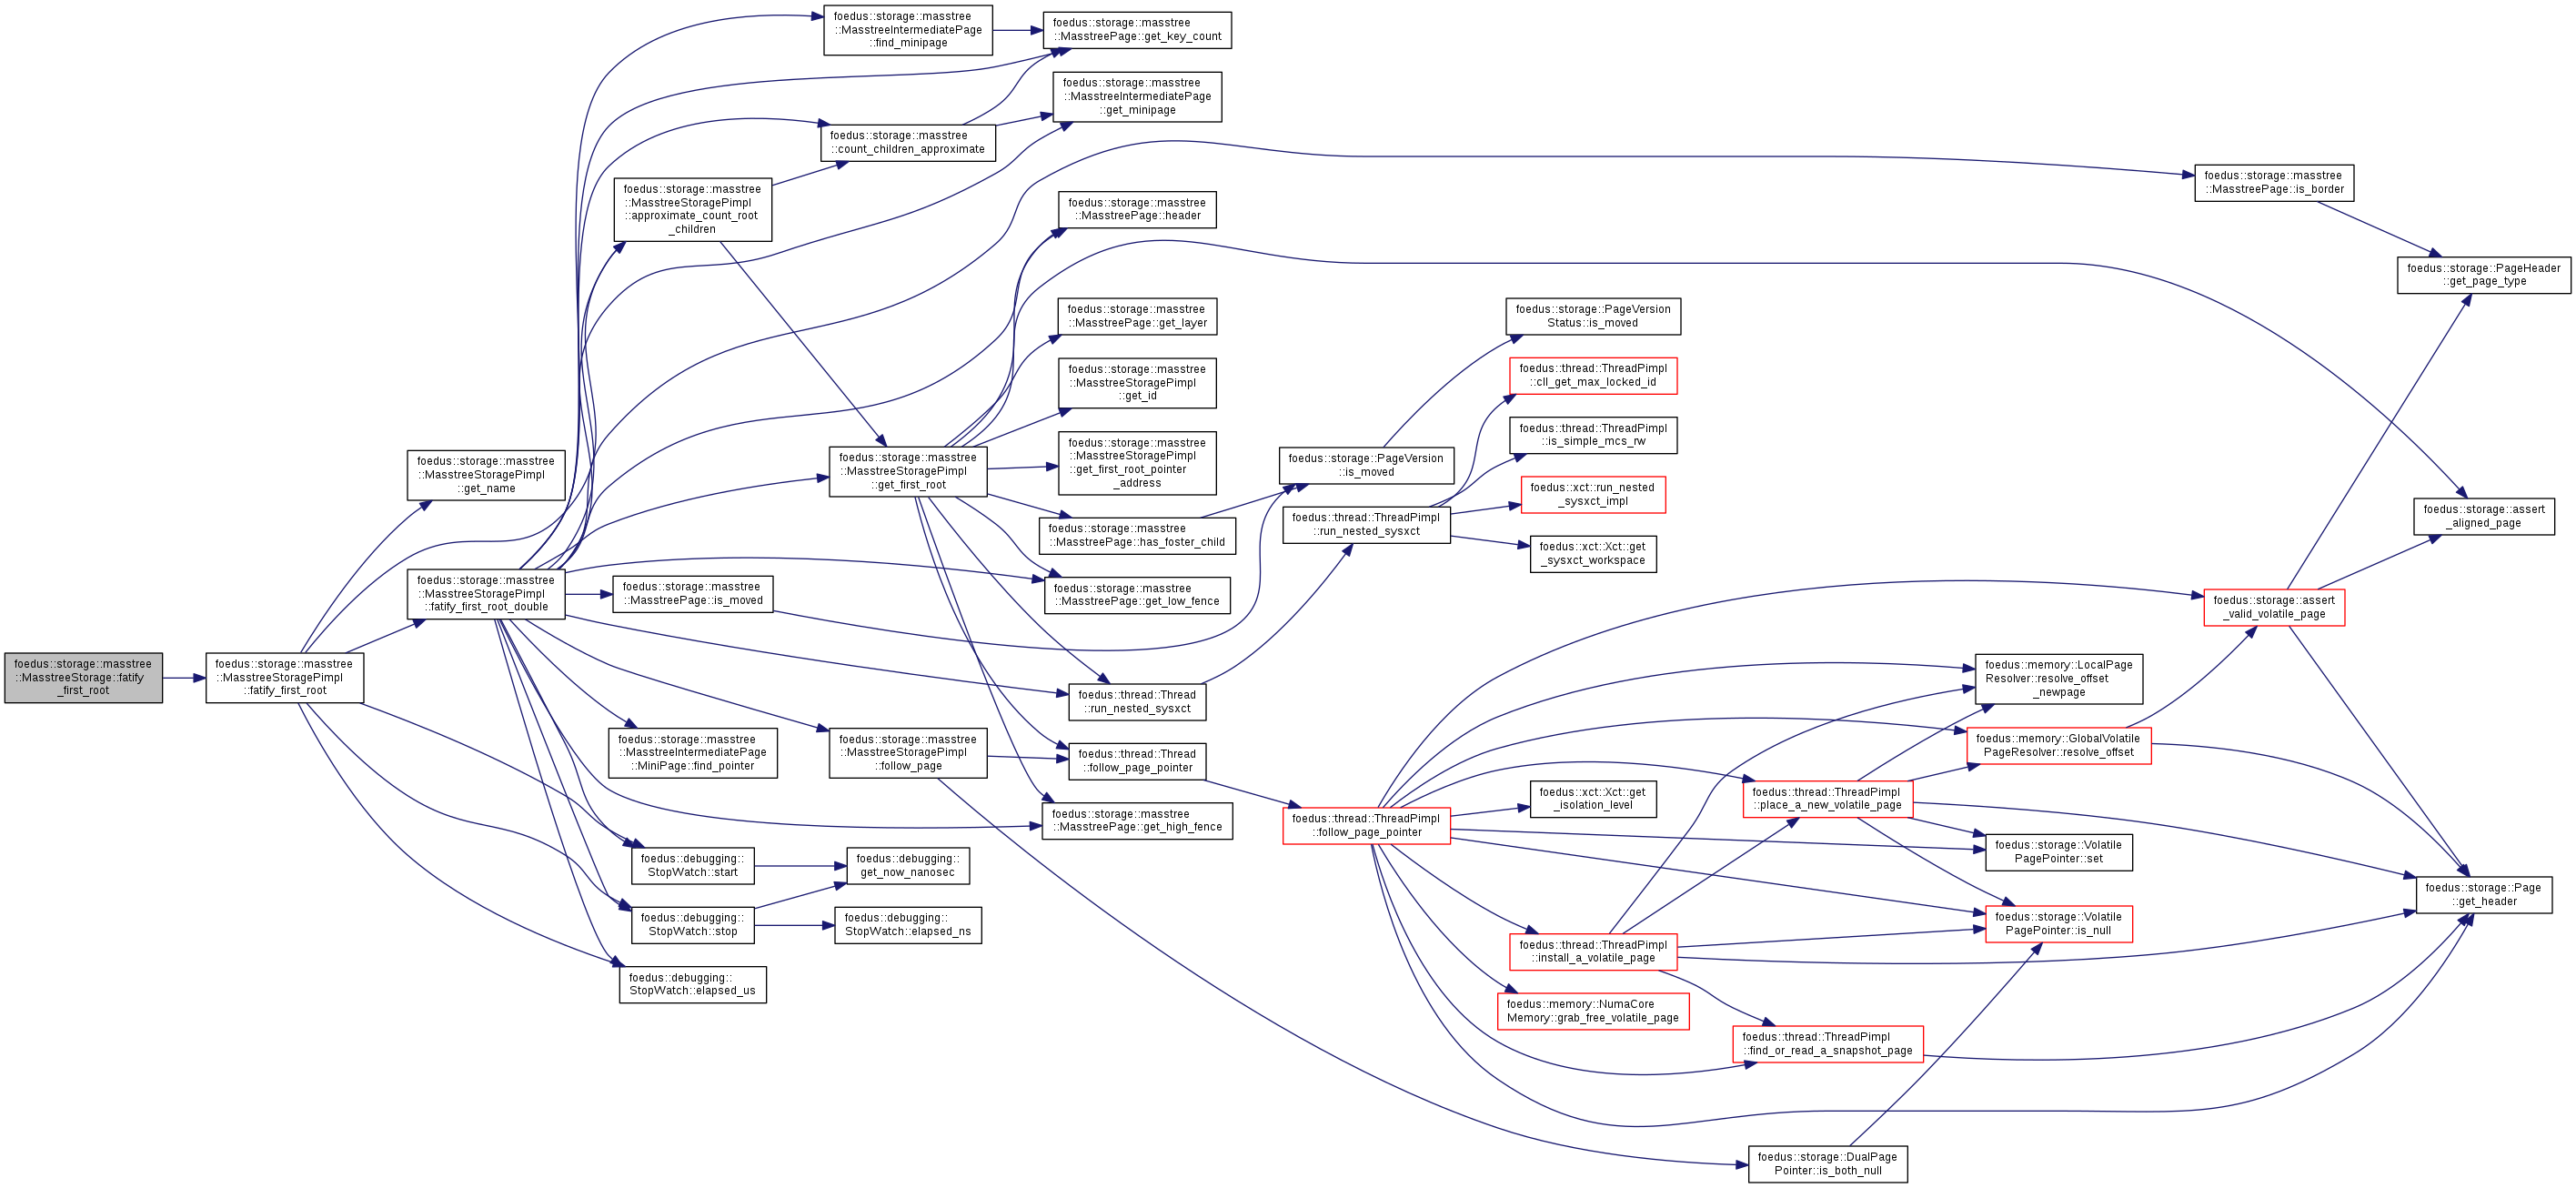 foedus::storage::masstree
::MasstreeStorage::fatify
_first_root
foedus::storage::masstree
::MasstreeStoragePimpl
::fatify_first_root
foedus::storage::masstree
::MasstreeStoragePimpl
::get_name
foedus::storage::masstree
::MasstreeStoragePimpl
::fatify_first_root_double
foedus::storage::masstree
::MasstreeStoragePimpl
::approximate_count_root
_children
foedus::storage::masstree
::MasstreePage::is_moved
foedus::storage::masstree
::MasstreeIntermediatePage
::MiniPage::find_pointer
foedus::debugging::
StopWatch::start
foedus::debugging::
StopWatch::stop
foedus::debugging::
StopWatch::elapsed_us
foedus::storage::masstree
::MasstreeIntermediatePage
::find_minipage
foedus::storage::masstree
::count_children_approximate
foedus::storage::masstree
::MasstreeStoragePimpl
::get_first_root
foedus::storage::masstree
::MasstreeStoragePimpl
::follow_page
foedus::debugging::
get_now_nanosec
foedus::debugging::
StopWatch::elapsed_ns
foedus::storage::masstree
::MasstreePage::get_key_count
foedus::storage::masstree
::MasstreeIntermediatePage
::get_minipage
foedus::storage::masstree
::MasstreePage::header
foedus::storage::masstree
::MasstreePage::get_layer
foedus::storage::masstree
::MasstreeStoragePimpl
::get_id
foedus::storage::masstree
::MasstreeStoragePimpl
::get_first_root_pointer
_address
foedus::storage::masstree
::MasstreePage::has_foster_child
foedus::storage::masstree
::MasstreePage::get_low_fence
foedus::thread::Thread
::run_nested_sysxct
foedus::thread::Thread
::follow_page_pointer
foedus::storage::masstree
::MasstreePage::get_high_fence
foedus::storage::PageVersion
::is_moved
foedus::thread::ThreadPimpl
::run_nested_sysxct
foedus::thread::ThreadPimpl
::follow_page_pointer
foedus::storage::PageVersion
Status::is_moved
foedus::thread::ThreadPimpl
::cll_get_max_locked_id
foedus::thread::ThreadPimpl
::is_simple_mcs_rw
foedus::xct::run_nested
_sysxct_impl
foedus::xct::Xct::get
_sysxct_workspace
foedus::xct::Xct::get
_isolation_level
foedus::thread::ThreadPimpl
::install_a_volatile_page
foedus::memory::NumaCore
Memory::grab_free_volatile_page
foedus::thread::ThreadPimpl
::place_a_new_volatile_page
foedus::thread::ThreadPimpl
::find_or_read_a_snapshot_page
foedus::storage::DualPage
Pointer::is_both_null
foedus::memory::LocalPage
Resolver::resolve_offset
_newpage
foedus::memory::GlobalVolatile
PageResolver::resolve_offset
foedus::storage::Volatile
PagePointer::set
foedus::storage::Volatile
PagePointer::is_null
foedus::storage::masstree
::MasstreePage::is_border
foedus::storage::assert
_valid_volatile_page
foedus::storage::PageHeader
::get_page_type
foedus::storage::assert
_aligned_page
foedus::storage::Page
::get_header